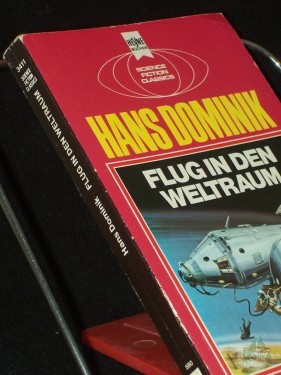 HEYNE
BÜCHER
SCIENCE
FICTION
CLASSICS
HANS DOMINIK
FLUG IN DEN
WELTRAUM
Hans Dominik FLUG IN DEN WELTRAUM